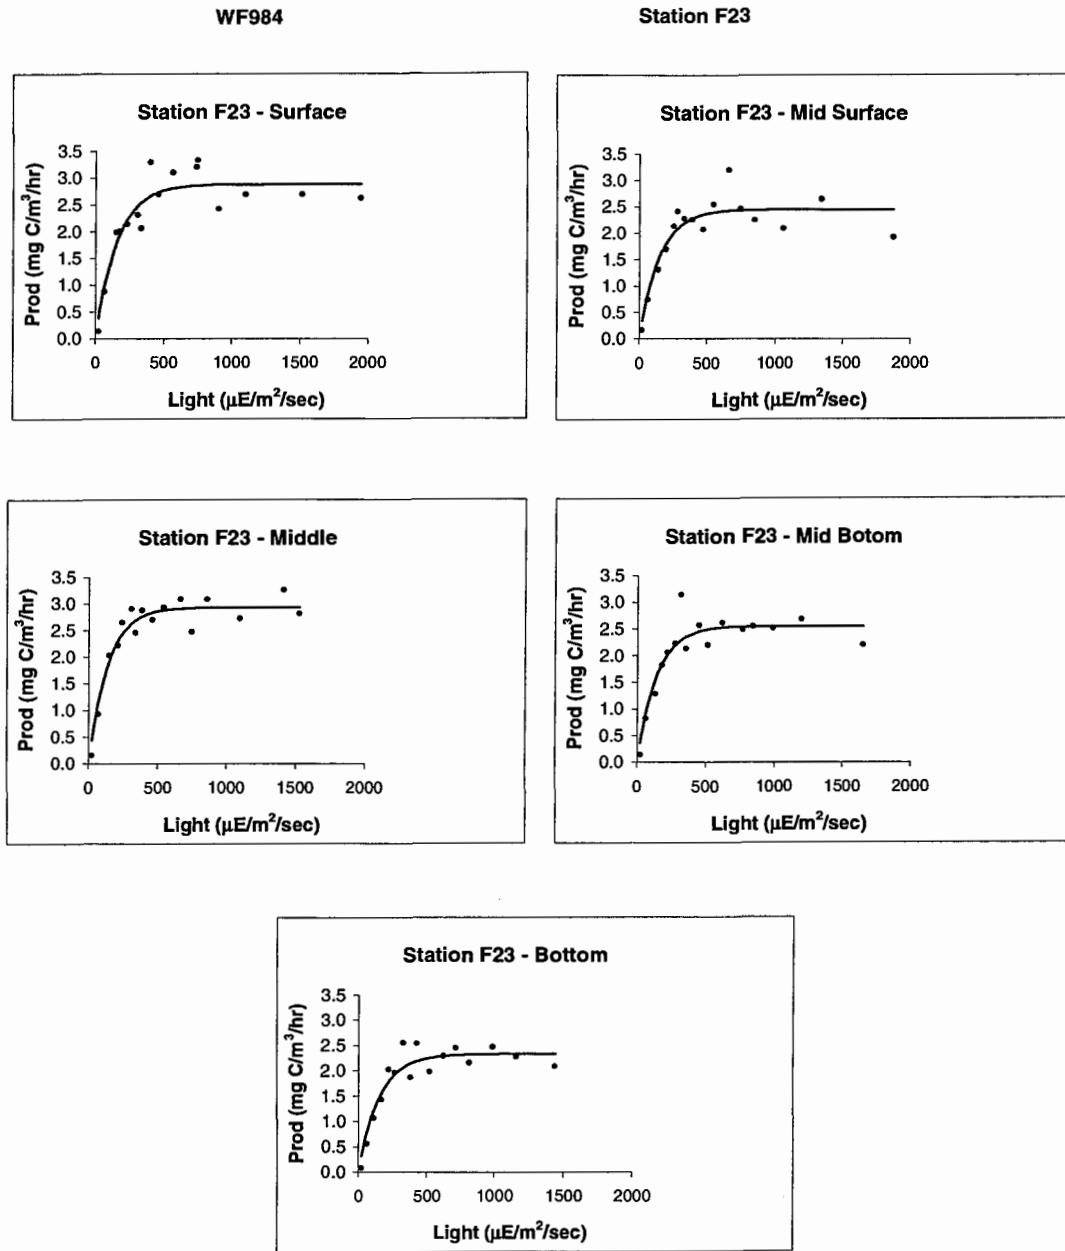 WF984 Station F23
Station F23 - Surface
Prod (mg C/m³/hr)
3.5
3.0
2.5
2.0
1.5
1.0
0.5
0.0
0 500 1000 1500 2000
Light (µE/m²/sec)
Station F23 - Mid Surface
Prod (mg C/m³/hr)
3.5
3.0
2.5
2.0
1.5
1.0
0.5
0.0
0 500 1000 1500 2000
Light (µE/m²/sec)
Station F23 - Middle
Prod (mg C/m³/hr)
3.5
3.0
2.5
2.0
1.5
1.0
0.5
0.0
0 500 1000 1500 2000
Light (µE/m²/sec)
Station F23 - Mid Botom
Prod (mg C/m³/hr)
3.5
3.0
2.5
2.0
1.5
1.0
0.5
0.0
0 500 1000 1500 2000
Light (µE/m²/sec)
Station F23 - Bottom
Prod (mg C/m³/hr)
3.5
3.0
2.5
2.0
1.5
1.0
0.5
0.0
0 500 1000 1500 2000
Light (µE/m²/sec)